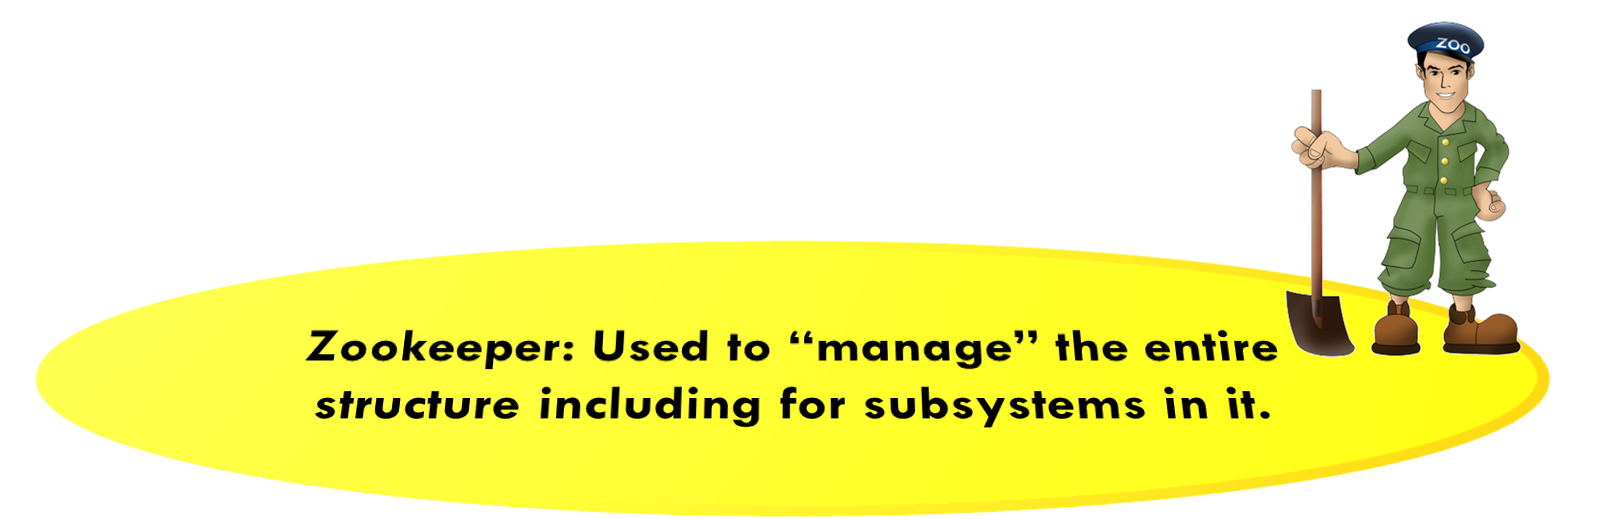 ZOO
Zookeeper: Used to “manage” the entire
structure including for subsystems in it.